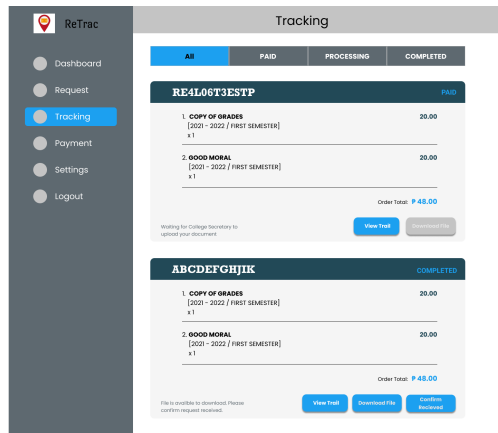 ReTrac
Tracking
Dashboard
Request
Tracking
Payment
Settings
Logout
All PAID PROCESSING COMPLETED
RE4L06T3ESTP PAID
1. COPY OF GRADES 20.00
[2021 - 2022 / FIRST SEMESTER]
x 1
2. GOOD MORAL 20.00
[2021 - 2022 / FIRST SEMESTER]
x 1
Order Total: ₱ 48.00
Waiting for College Secretary to
upload your document
View Trail Download File
ABCDEFGHJIK COMPLETED
1. COPY OF GRADES 20.00
[2021 - 2022 / FIRST SEMESTER]
x 1
2. GOOD MORAL 20.00
[2021 - 2022 / FIRST SEMESTER]
x 1
Order Total: ₱ 48.00
File is availble to download. Please
confirm request received.
View Trail Download File Confirm
Recieved